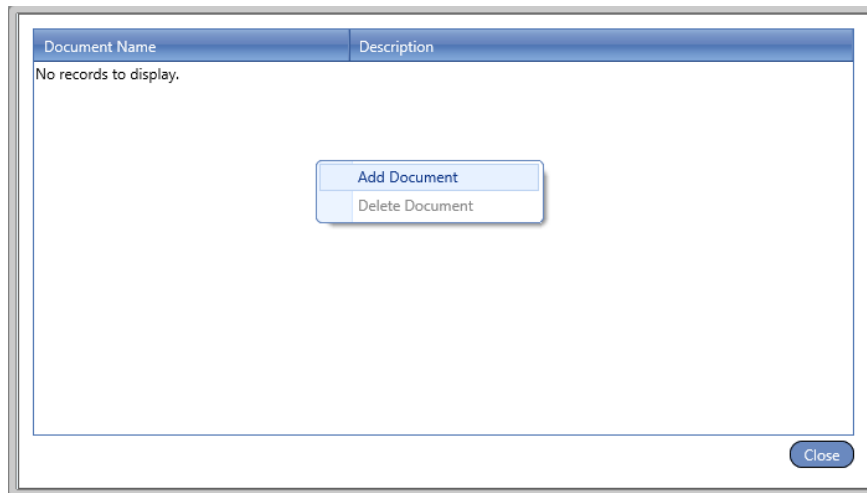 Document Name
Description
No records to display.
Add Document
Delete Document
Close